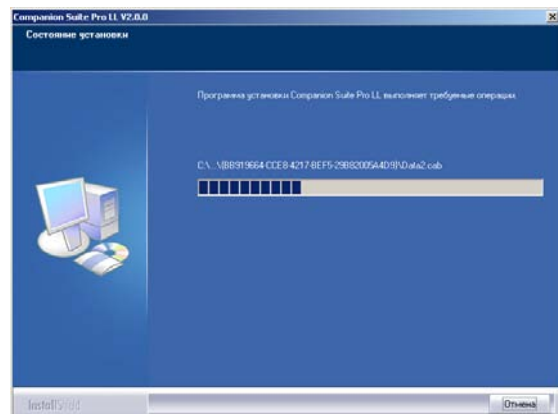 Companion Suite Pro LL V2.0.0
Состояние установки
Программа установки Companion Suite Pro LL выполняет требуемые операции.
C:\...\{BB919664-CCE8-4217-BEF5-29B82005A4D9}\Data2.cab
InstallShield
Отмена